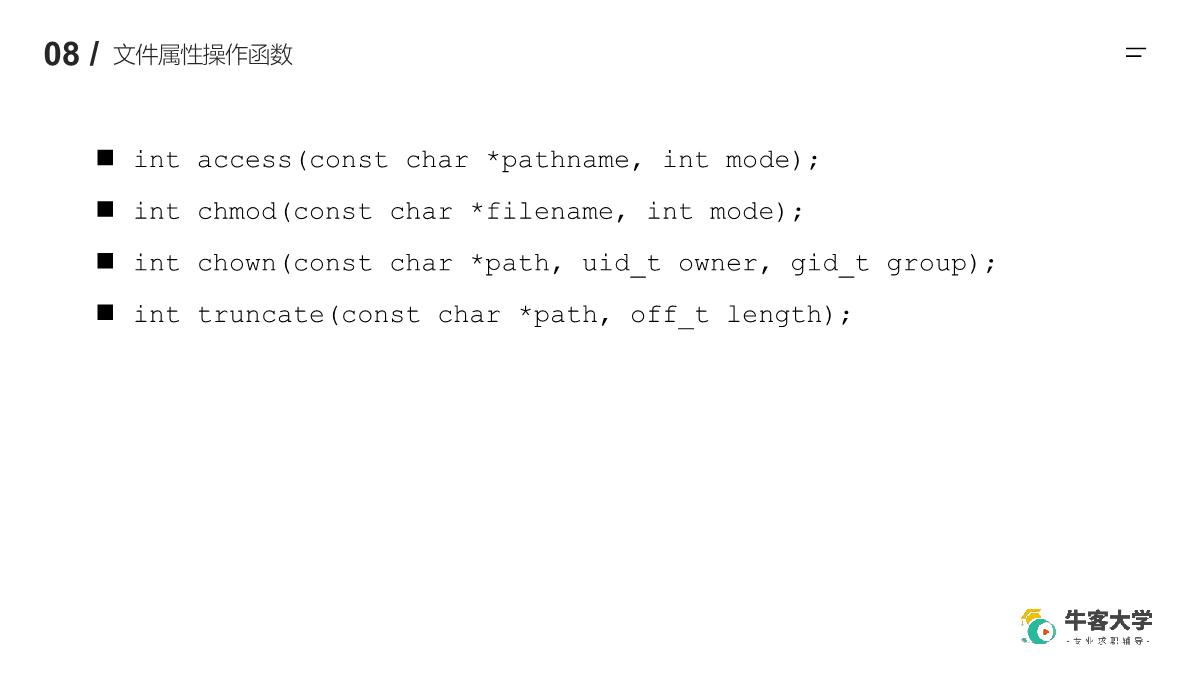 08 / 文件属性操作函数
■ int access(const char *pathname, int mode);
■ int chmod(const char *filename, int mode);
■ int chown(const char *path, uid_t owner, gid_t group);
■ int truncate(const char *path, off_t length);
牛客大学
-专业求职辅导-